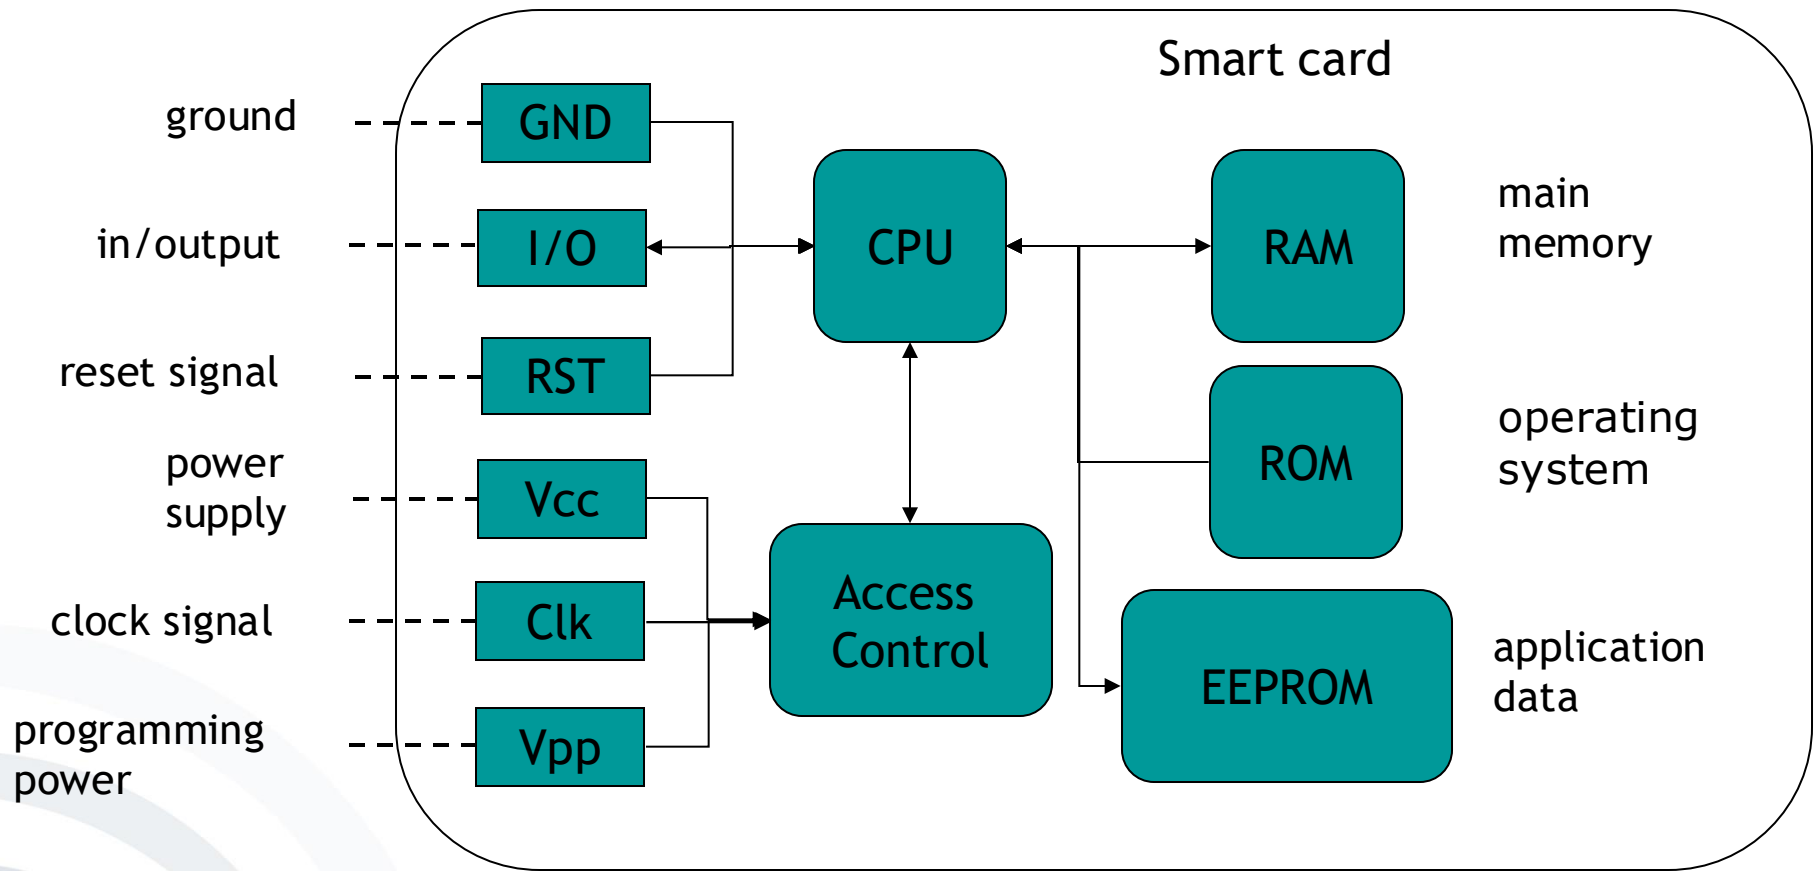 Smart card
ground
GND
in/output
I/O
CPU
RAM
main
memory
reset signal
RST
ROM
operating
system
power
supply
Vcc
clock signal
Clk
Access
Control
EEPROM
application
data
programming
power
Vpp